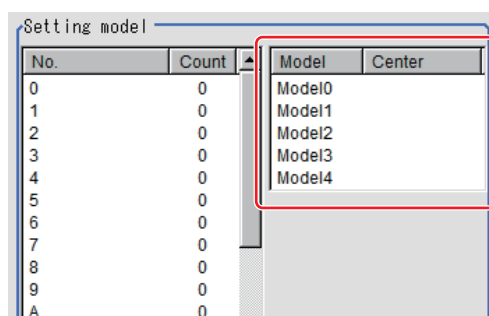 Setting model
No. Count Model Center
0 0 Model0
1 0 Model1
2 0 Model2
3 0 Model3
4 0 Model4
5 0
6 0
7 0
8 0
9 0
A 0